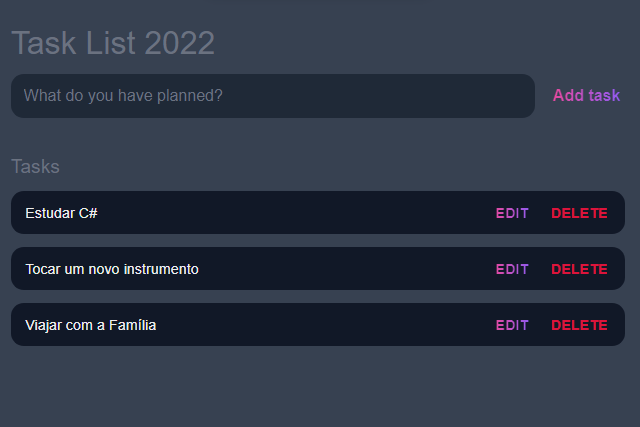 Task List 2022
What do you have planned? Add task
Tasks
Estudar C# EDIT DELETE
Tocar um novo instrumento EDIT DELETE
Viajar com a Família EDIT DELETE